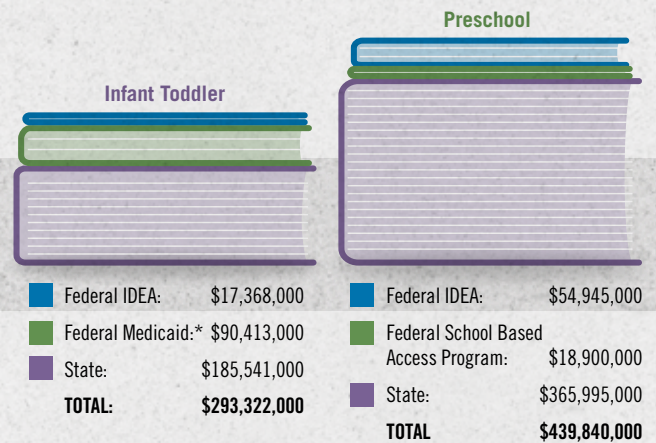 Infant Toddler
Federal IDEA: $17,368,000
Federal Medicaid:* $90,413,000
State: $185,541,000
TOTAL: $293,322,000
Preschool
Federal IDEA: $54,945,000
Federal School Based
Access Program: $18,900,000
State: $365,995,000
TOTAL $439,840,000